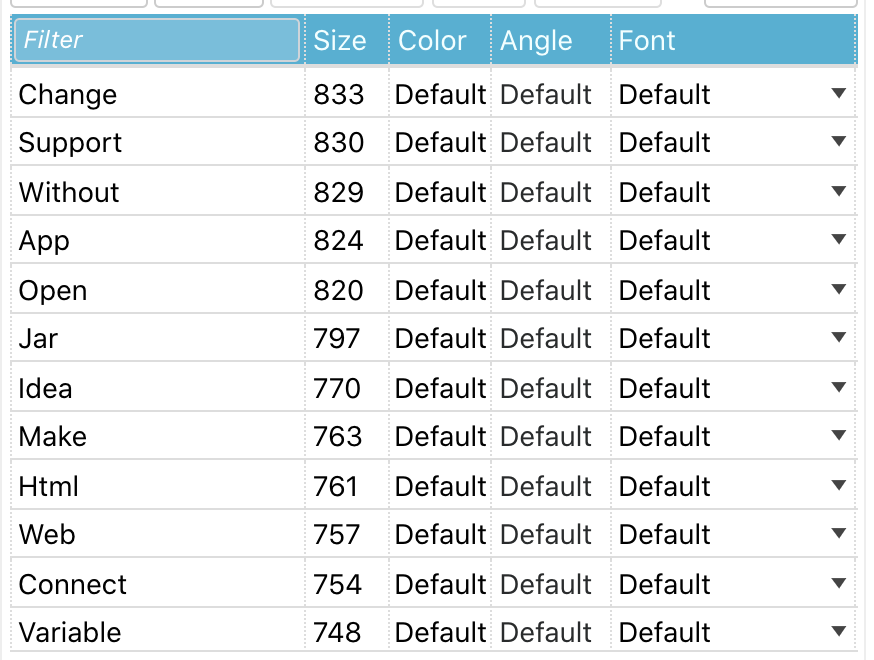 Filter Size Color Angle Font
Change 833 Default Default Default
Support 830 Default Default Default
Without 829 Default Default Default
App 824 Default Default Default
Open 820 Default Default Default
Jar 797 Default Default Default
Idea 770 Default Default Default
Make 763 Default Default Default
Html 761 Default Default Default
Web 757 Default Default Default
Connect 754 Default Default Default
Variable 748 Default Default Default